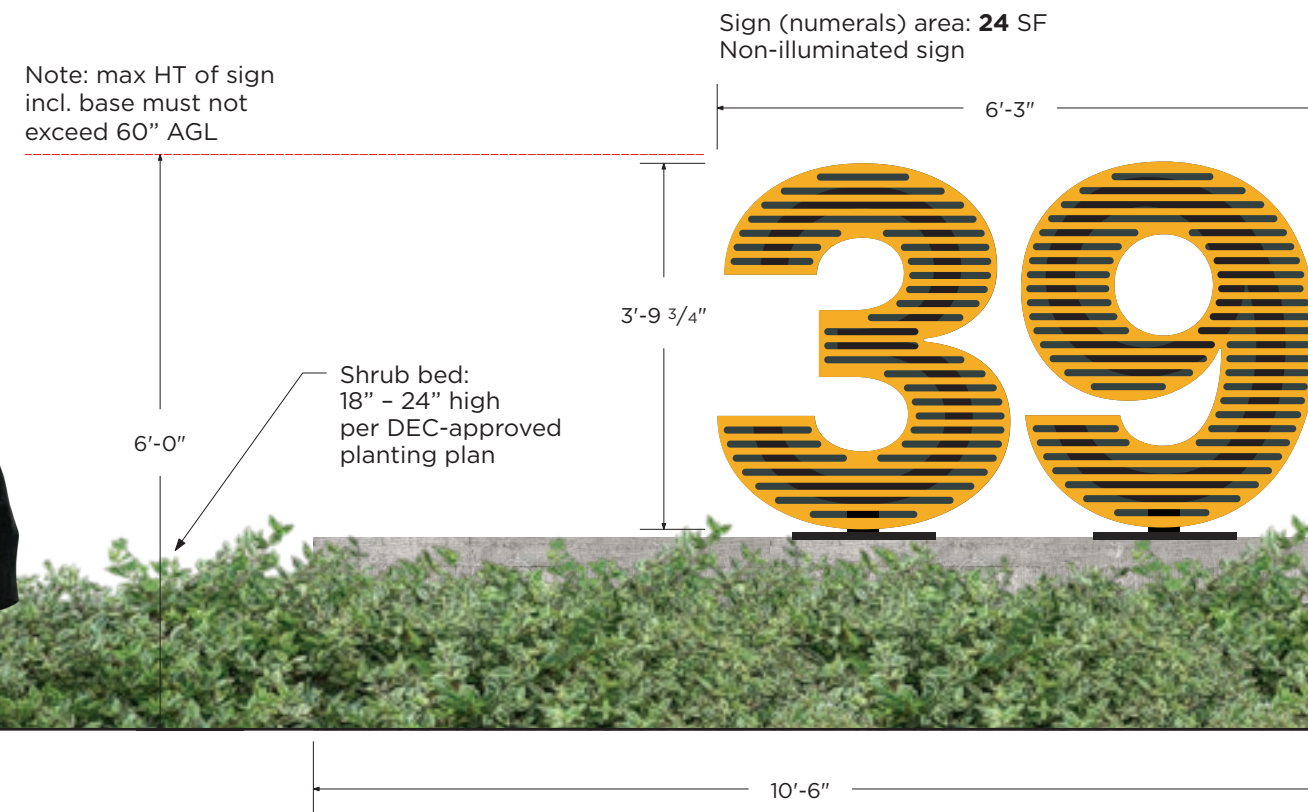 Sign (numerals) area: 24 SF
Non-illuminated sign
Note: max HT of sign
incl. base must not
exceed 60” AGL
6'-3"
3'-9 3/4"
39
Shrub bed:
18” – 24” high
per DEC-approved
planting plan
6'-0"
10'-6"